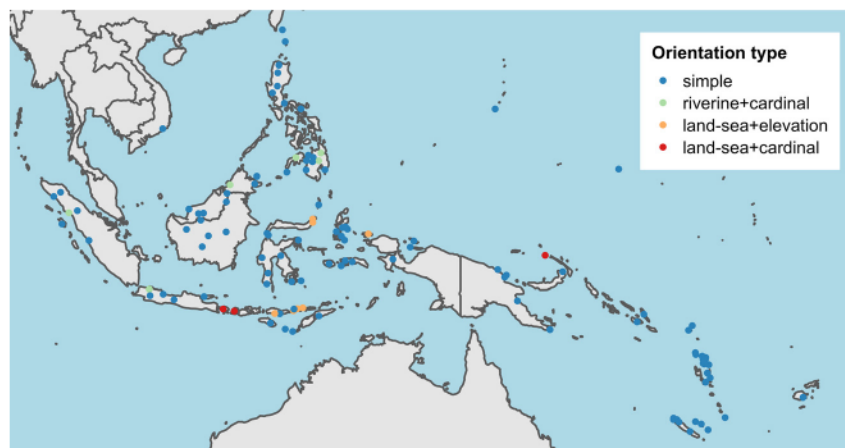 Orientation type
simple
riverine+cardinal
land-sea+elevation
land-sea+cardinal